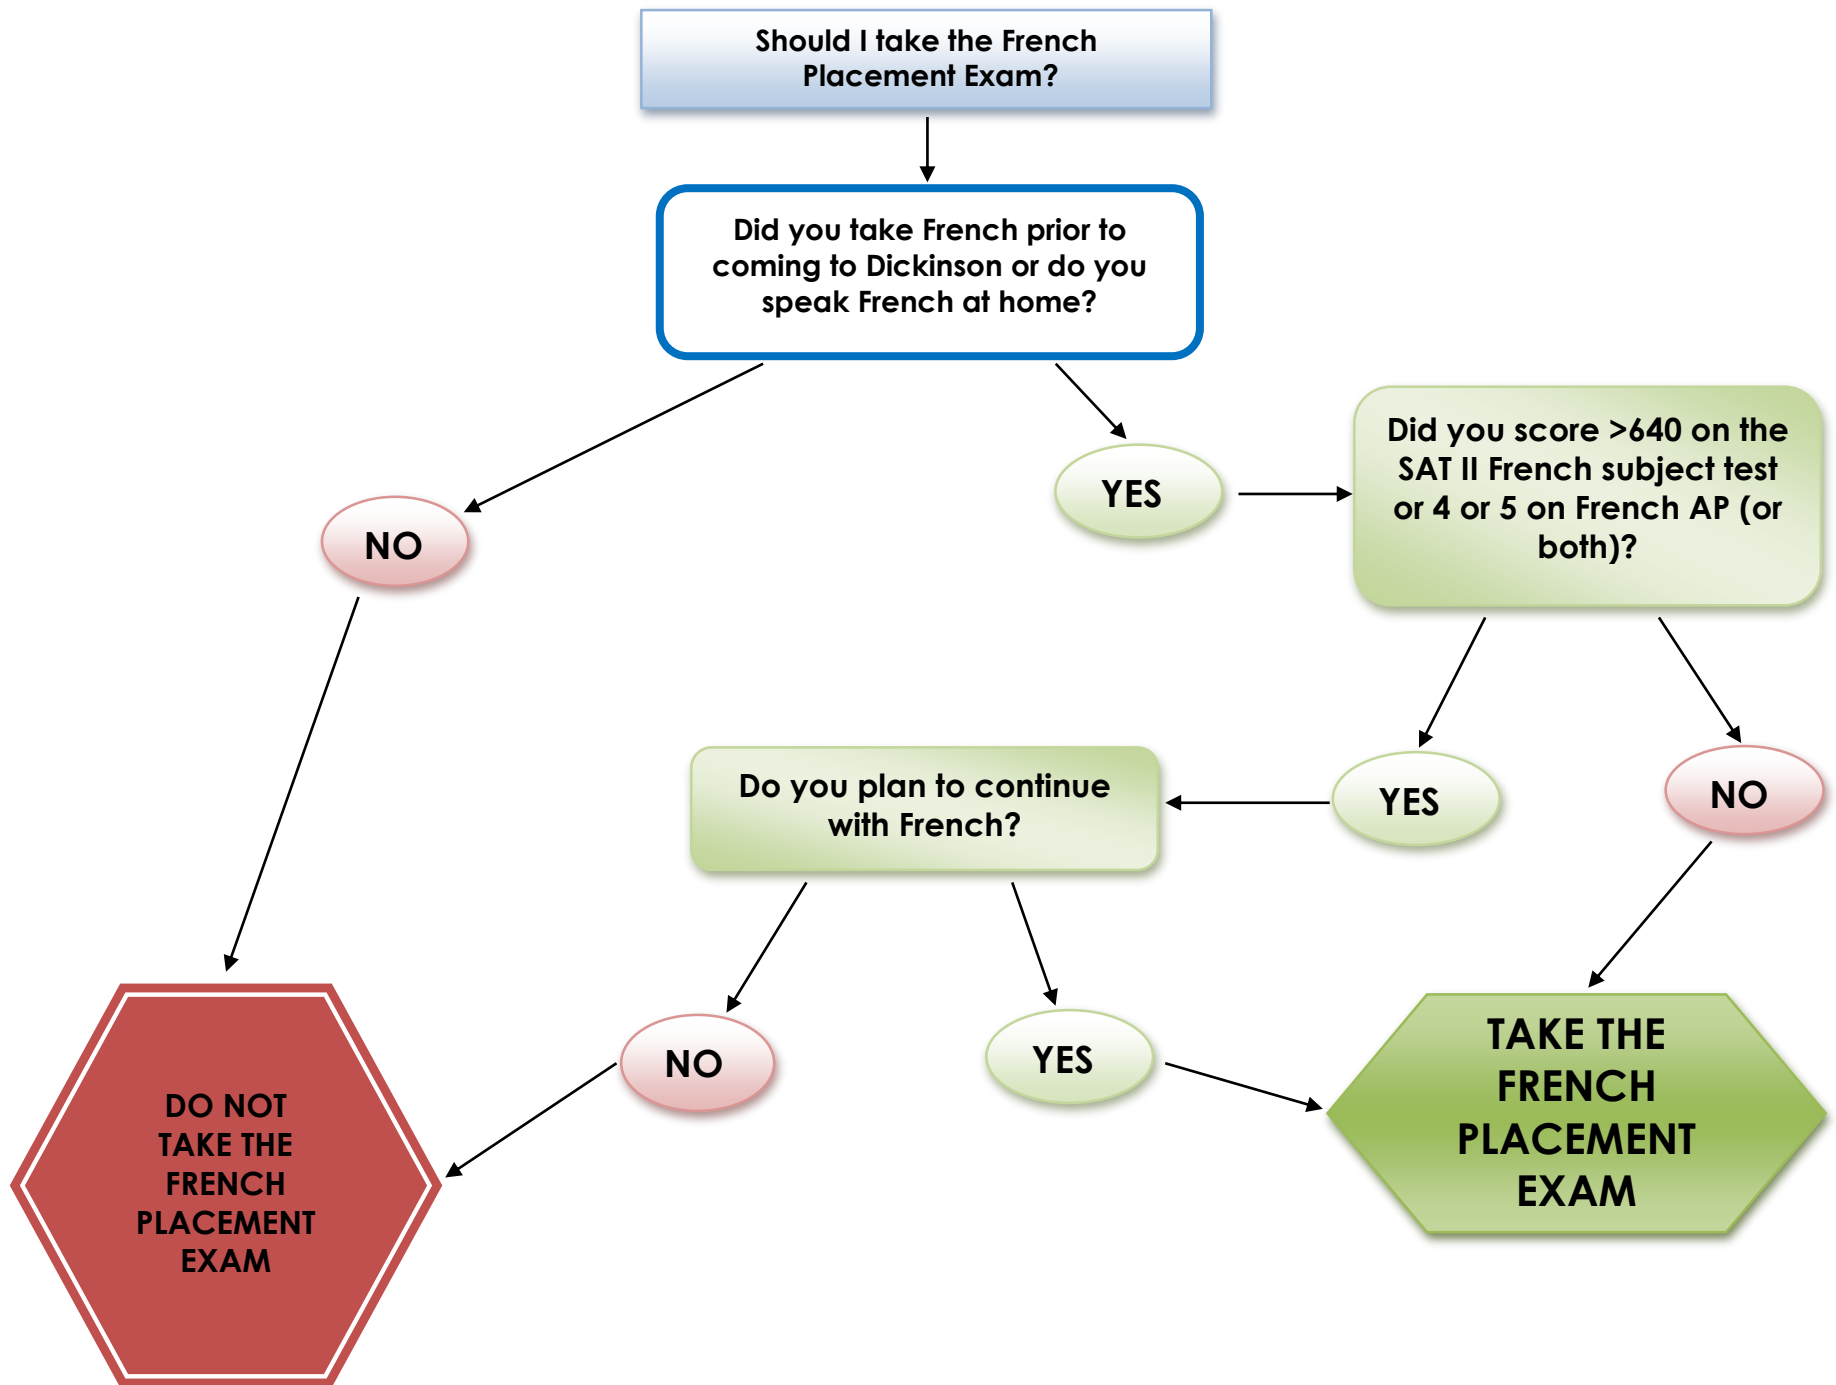 Should I take the French
Placement Exam?
Did you take French prior to
coming to Dickinson or do you
speak French at home?
Did you score >640 on the
SAT II French subject test
or 4 or 5 on French AP (or
both)?
YES
NO
Do you plan to continue
with French?
YES
NO
NO
YES
TAKE THE
FRENCH
PLACEMENT
EXAM
DO NOT
TAKE THE
FRENCH
PLACEMENT
EXAM